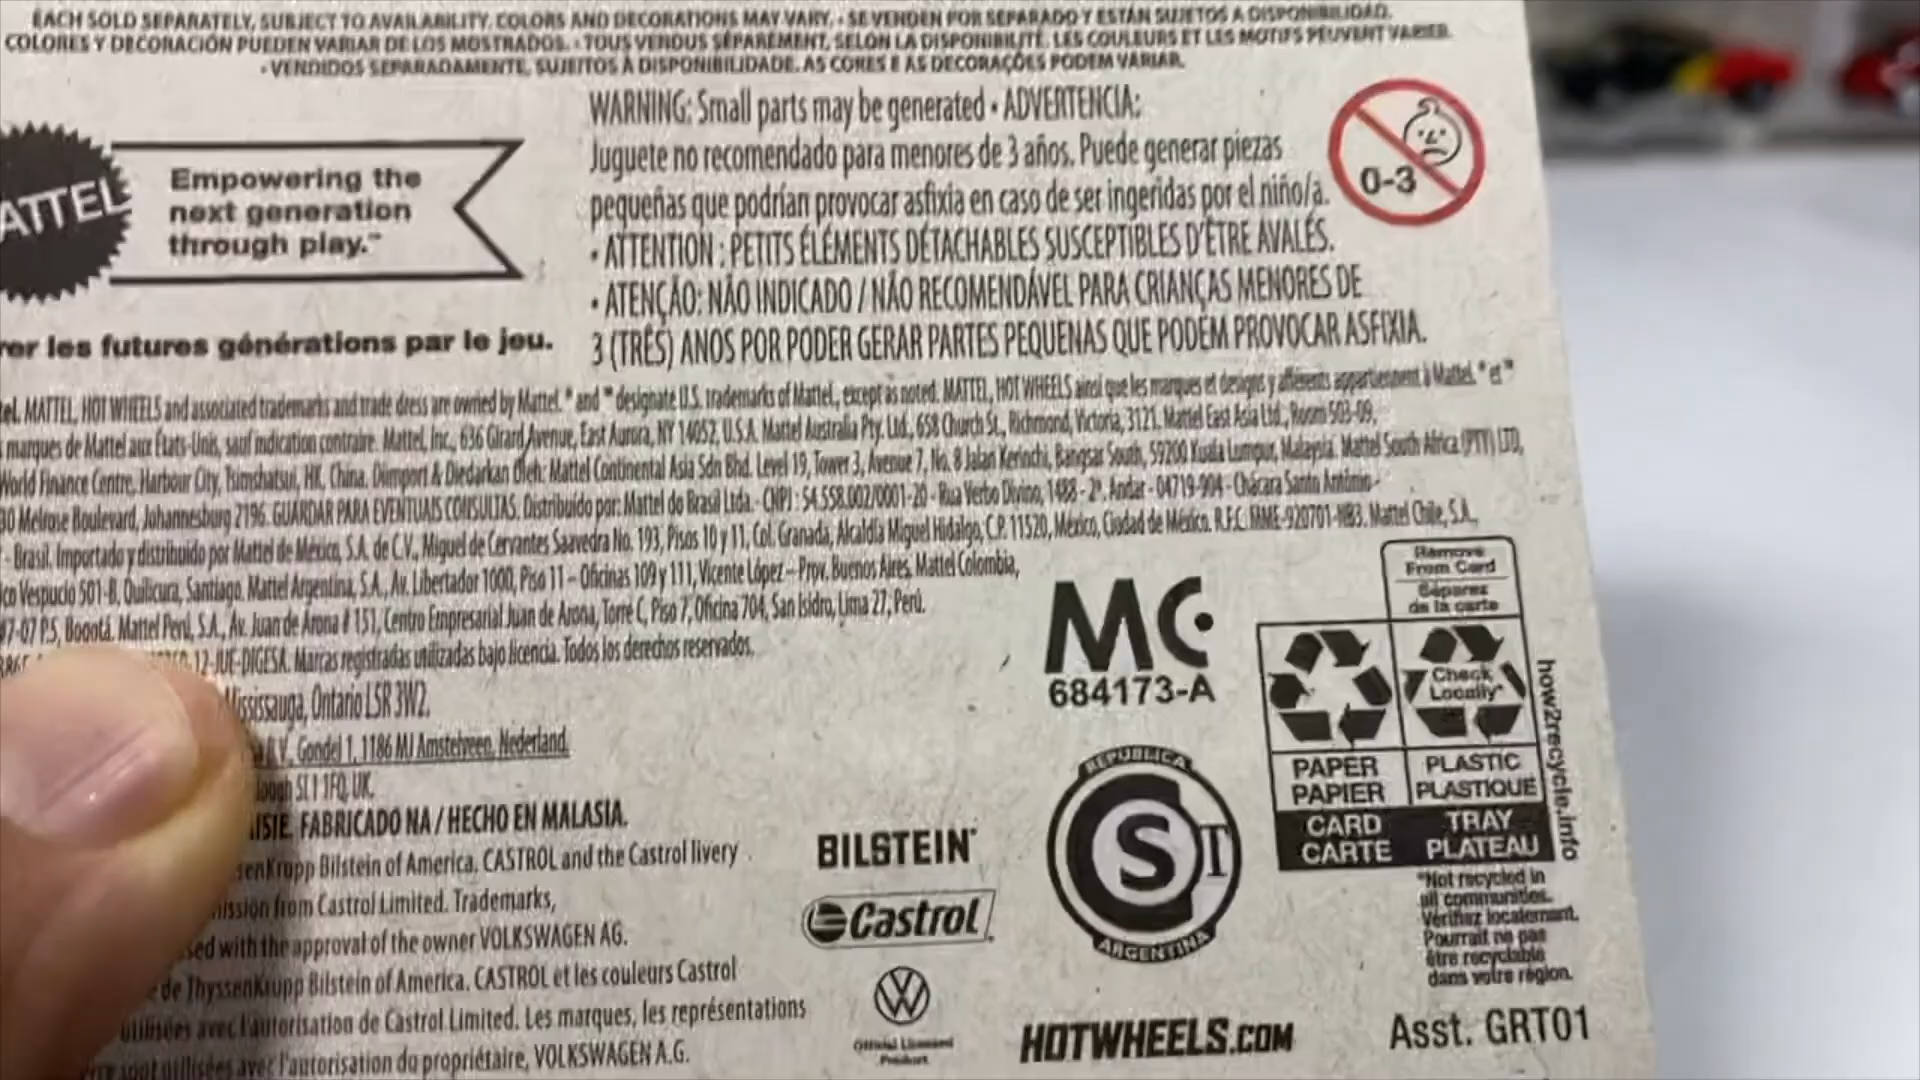 EACH SOLD SEPARATELY, SUBJECT TO AVAILABILITY. COLORS AND DECORATIONS MAY VARY. • SE VENDEN POR SEPARADO Y ESTÁN SUJETOS A DISPONIBILIDAD.
COLORES Y DECORACIÓN PUEDEN VARIAR DE LOS MOSTRADOS. • TOUS VENDUS SÉPARÉMENT, SELON LA DISPONIBILITÉ. LES COULEURS ET LES MOTIFS PEUVENT VARIER.
• VENDIDOS SEPARADAMENTE, SUJEITOS À DISPONIBILIDADE. AS CORES E AS DECORAÇÕES PODEM VARIAR.
ATTEL
Empowering the
next generation
through play.™
rer les futures générations par le jeu.
WARNING: Small parts may be generated • ADVERTENCIA:
Juguete no recomendado para menores de 3 años. Puede generar piezas
pequeñas que podrían provocar asfixia en caso de ser ingeridas por el niño/a.
• ATTENTION : PETITS ÉLÉMENTS DÉTACHABLES SUSCEPTIBLES D'ÊTRE AVALÉS.
• ATENÇÃO: NÃO INDICADO / NÃO RECOMENDÁVEL PARA CRIANÇAS MENORES DE
3 (TRÊS) ANOS POR PODER GERAR PARTES PEQUENAS QUE PODEM PROVOCAR ASFIXIA.
0-3
tel. MATTEL, HOT WHEELS and associated trademarks and trade dress are owned by Mattel. ® and ™ designate U.S. trademarks of Mattel, except as noted. MATTEL, HOT WHEELS ainsi que les marques et designs y afférents appartiennent à Mattel. ® et ™
marques de Mattel aux États-Unis, sauf indication contraire. Mattel, Inc., 636 Girard Avenue, East Aurora, NY 14052, U.S.A. Mattel Australia Pty. Ltd., 658 Church St., Richmond, Victoria, 3121. Mattel East Asia Ltd., Room 503-09,
World Finance Centre, Harbour City, Tsimshatsui, HK, China. Diimport & Diedarkan Oleh: Mattel Continental Asia Sdn Bhd. Level 19, Tower 3, Avenue 7, No. 8 Jalan Kerinchi, Bangsar South, 59200 Kuala Lumpur, Malaysia. Mattel South Africa (PTY) LTD,
30 Melrose Boulevard, Johannesburg 2196. GUARDAR PARA EVENTUAIS CONSULTAS. Distribuído por: Mattel do Brasil Ltda. - CNPJ : 54.558.002/0001-20 - Rua Verbo Divino, 1488 - 2º. Andar - 04719-904 - Chácara Santo Antônio -
- Brasil. Importado y distribuido por Mattel de México, S.A. de C.V., Miguel de Cervantes Saavedra No. 193, Pisos 10 y 11, Col. Granada, Alcaldía Miguel Hidalgo, C.P. 11520, México, Ciudad de México. R.F.C. MME-920701-NB3. Mattel Chile, S.A.,
co Vespucio 501-B, Quilicura, Santiago. Mattel Argentina, S.A., Av. Libertador 1000, Piso 11 – Oficinas 109 y 111, Vicente López – Prov. Buenos Aires. Mattel Colombia,
7-07 P.5, Bogotá. Mattel Perú, S.A., Av. Juan de Arona # 151, Centro Empresarial Juan de Arona, Torre C, Piso 7, Oficina 704, San Isidro, Lima 27, Perú.
12-JUE-DIGESA. Marcas registradas utilizadas bajo licencia. Todos los derechos reservados.
Mississauga, Ontario L5R 3W2.
B.V., Gondel 1, 1186 MJ Amstelveen, Nederland.
lough SL1 1FQ, UK.
AISIE. FABRICADO NA / HECHO EN MALASIA.
senKrupp Bilstein of America. CASTROL and the Castrol livery
ission from Castrol Limited. Trademarks,
sed with the approval of the owner VOLKSWAGEN AG.
e de ThyssenKrupp Bilstein of America. CASTROL et les couleurs Castrol
utilisées avec l'autorisation de Castrol Limited. Les marques, les représentations
sont utilisées avec l'autorisation du propriétaire, VOLKSWAGEN A.G.
BILSTEIN
Castrol
Official Licensed
Product
MC
684173-A
REPUBLICA
S T
ARGENTINA
HOTWHEELS.COM
Remove
From Card
Séparez
de la carte
Check
Locally*
PAPER
PAPIER
PLASTIC
PLASTIQUE
CARD
CARTE
TRAY
PLATEAU
how2recycle.info
*Not recycled in
all communities.
Vérifiez localement.
Pourrait ne pas
être recyclable
dans votre région.
Asst. GRT01